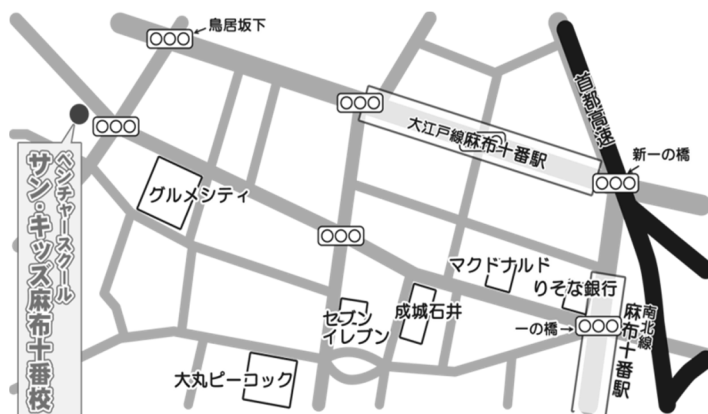 鳥居坂下
大江戸線麻布十番駅
首都高速
新一の橋
グルメシティ
ベンチャースクール
サン・キッズ麻布十番校
マクドナルド
りそな銀行
成城石井
セブン
イレブン
一の橋→
南北線
麻布十番駅
大丸ピーコック